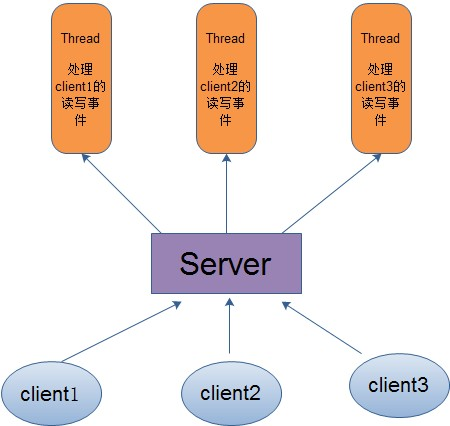 Thread
处理
client1的
读写事
件
Thread
处理
client2的
读写事
件
Thread
处理
client3的
读写事
件
Server
client1
client2
client3